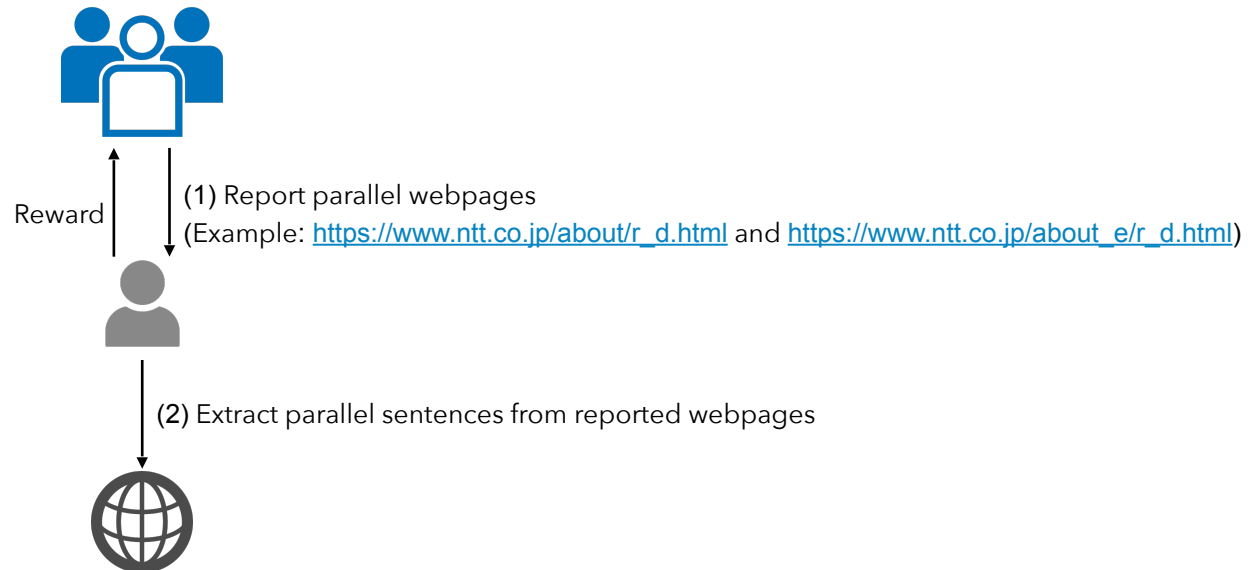 Reward
(1) Report parallel webpages
(Example: https://www.ntt.co.jp/about/r_d.html and https://www.ntt.co.jp/about_e/r_d.html)
(2) Extract parallel sentences from reported webpages